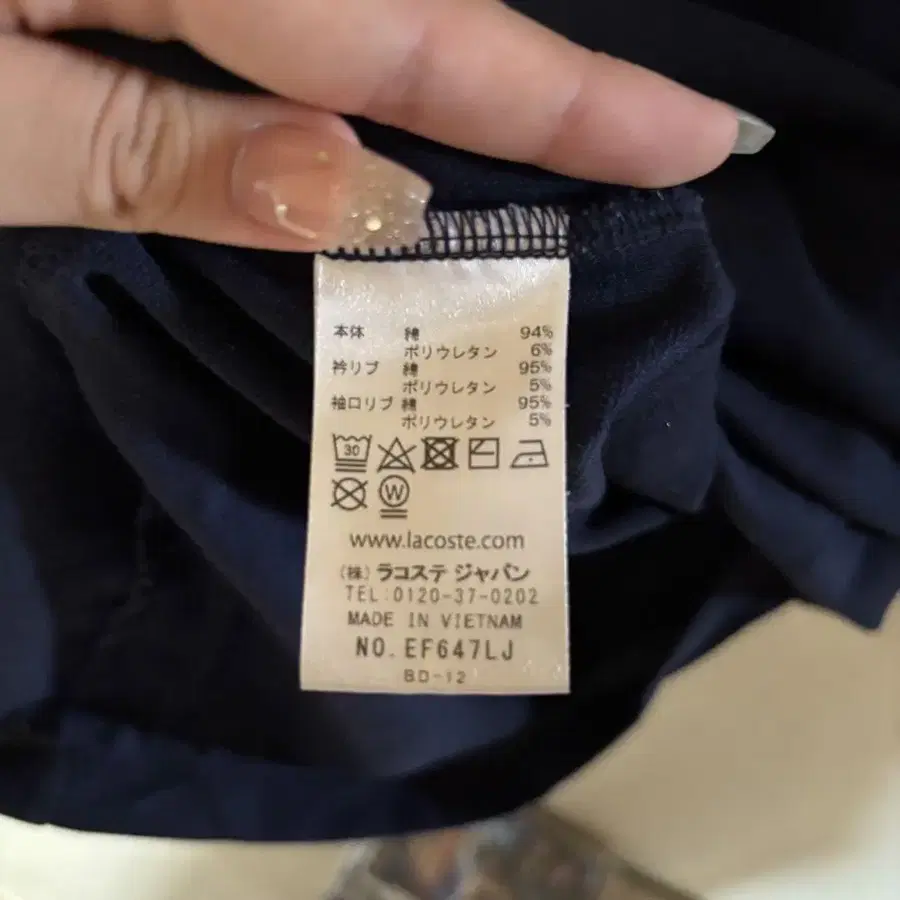 本体 綿 94%
ポリウレタン 6%
衿リブ 綿 95%
ポリウレタン 5%
袖口リブ 綿 95%
ポリウレタン 5%
30
W
www.lacoste.com
(株) ラコステ ジャパン
TEL:0120-37-0202
MADE IN VIETNAM
NO. EF647LJ
BD-12